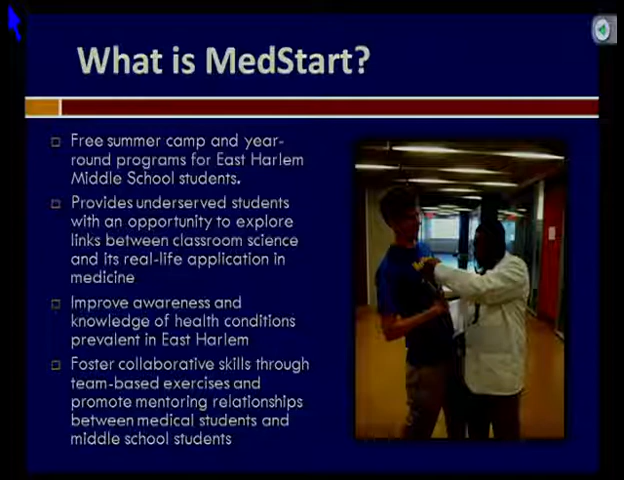 What is MedStart?
Free summer camp and year-
round programs for East Harlem
Middle School students.
Provides underserved students
with an opportunity to explore
links between classroom science
and its real-life application in
medicine
Improve awareness and
knowledge of health conditions
prevalent in East Harlem
Foster collaborative skills through
team-based exercises and
promote mentoring relationships
between medical students and
middle school students